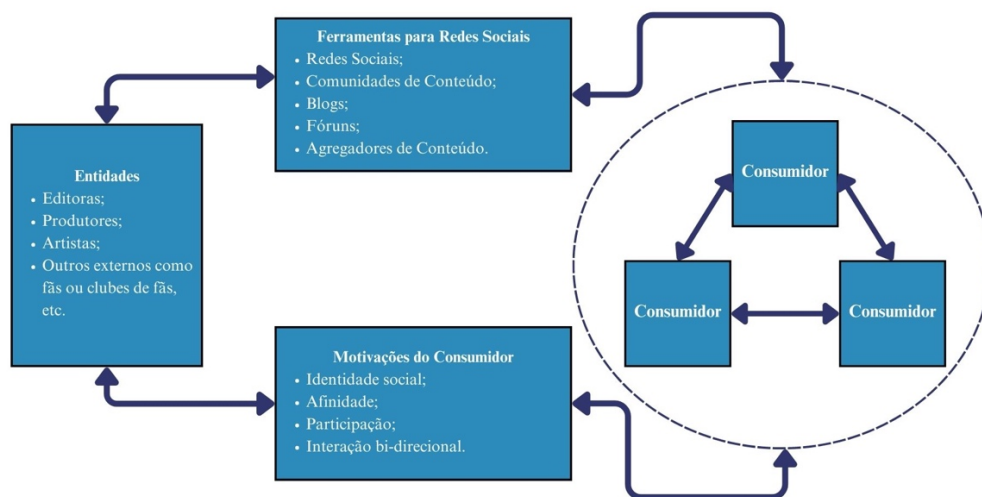 Ferramentas para Redes Sociais
• Redes Sociais;
• Comunidades de Conteúdo;
• Blogs;
• Fóruns;
• Agregadores de Conteúdo.
Entidades
• Editoras;
• Produtores;
• Artistas;
• Outros externos como
fãs ou clubes de fãs,
etc.
Consumidor
Consumidor
Consumidor
Motivações do Consumidor
• Identidade social;
• Afinidade;
• Participação;
• Interação bi-direcional.